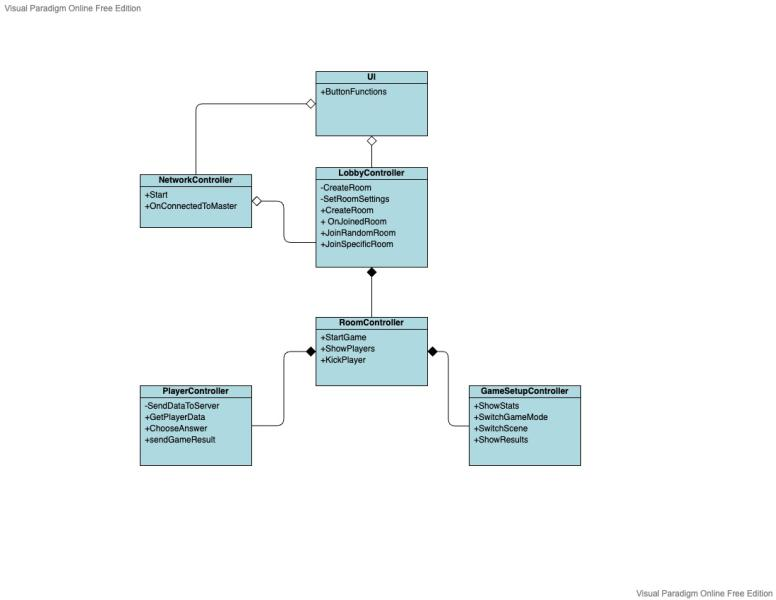 Visual Paradigm Online Free Edition
UI
+ButtonFunctions
NetworkController
+Start
+OnConnectedToMaster
LobbyController
-CreateRoom
-SetRoomSettings
+CreateRoom
+ OnJoinedRoom
+JoinRandomRoom
+JoinSpecificRoom
RoomController
+StartGame
+ShowPlayers
+KickPlayer
PlayerController
-SendDataToServer
+GetPlayerData
+ChooseAnswer
+sendGameResult
GameSetupController
+ShowStats
+SwitchGameMode
+SwitchScene
+ShowResults
Visual Paradigm Online Free Edition